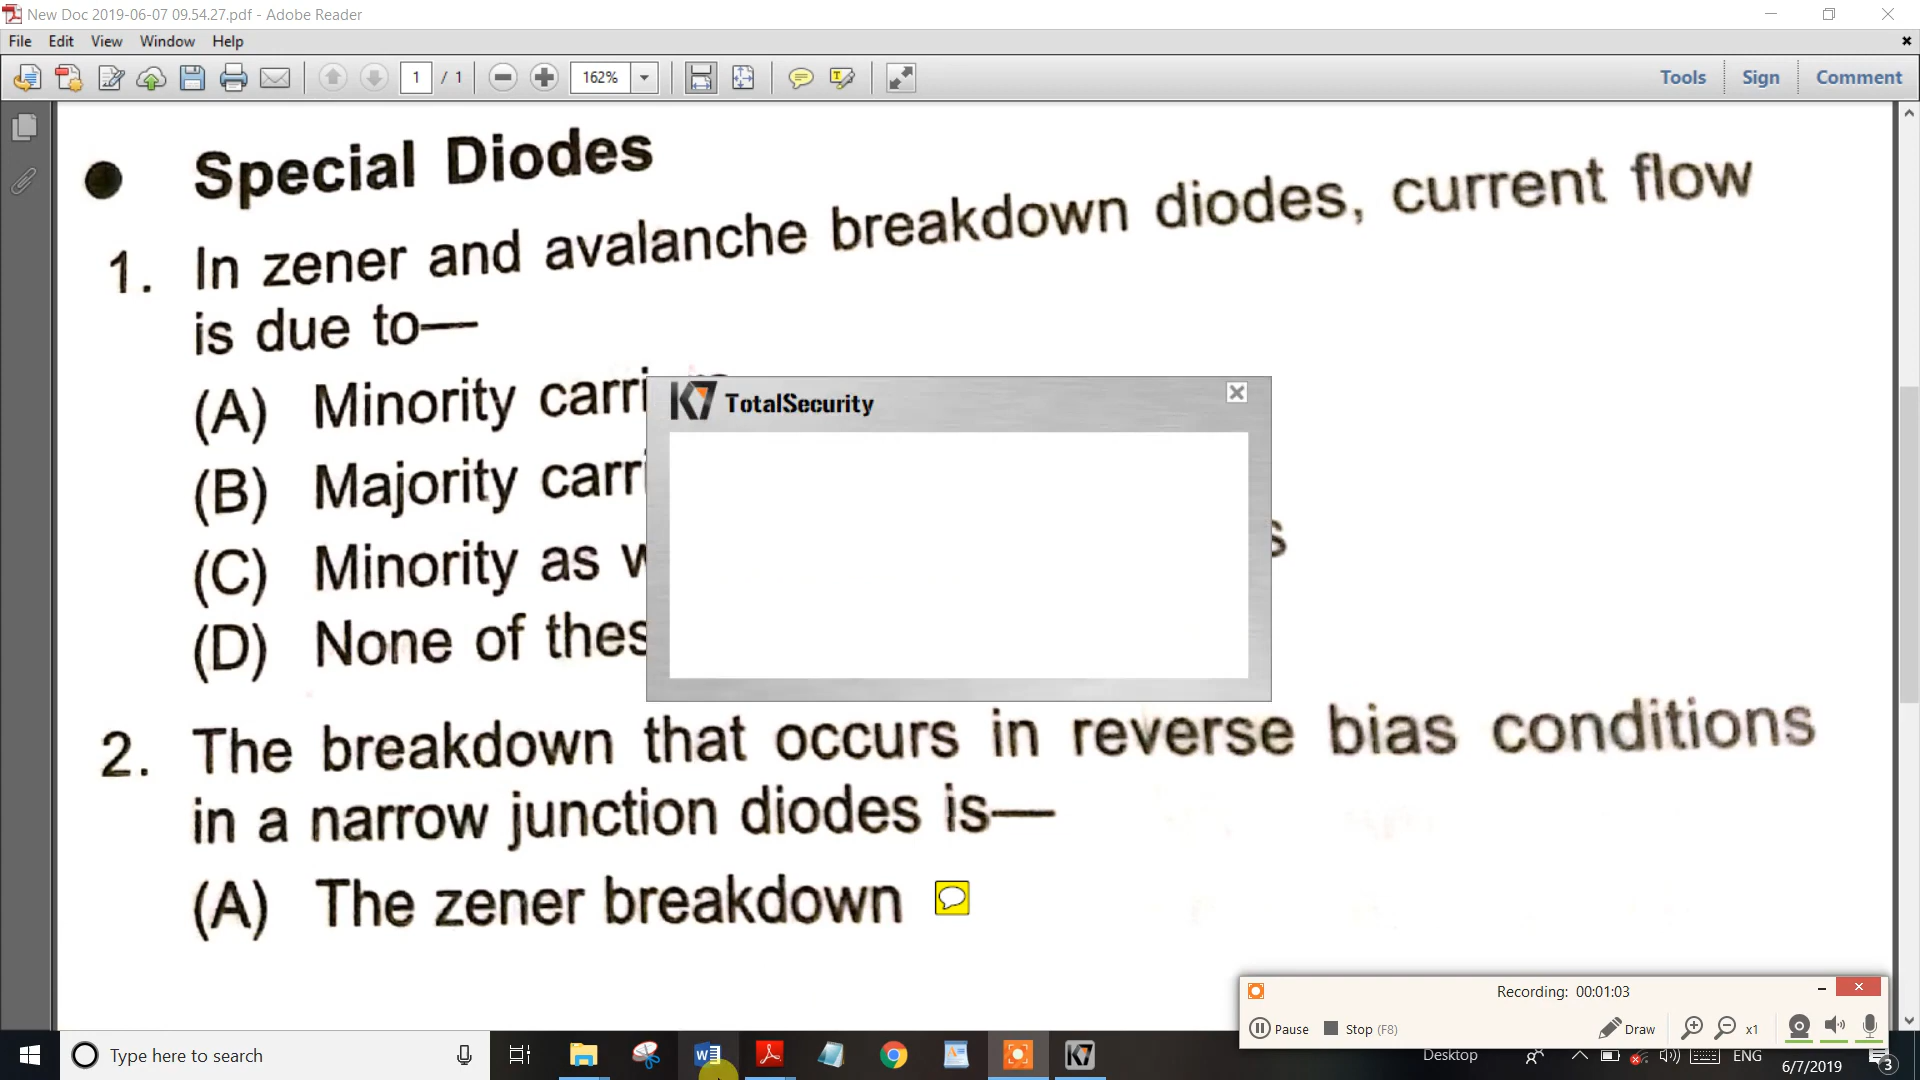 New Doc 2019-06-07 09.54.27.pdf - Adobe Reader
File Edit View Window Help
1 / 1 162% Tools Sign Comment
Special Diodes
1. In zener and avalanche breakdown diodes, current flow
is due to—
(A) Minority
(B) Majority
(C) Minority as
(D) None of
K7 TotalSecurity
2. The breakdown that occurs in reverse bias conditions
in a narrow junction diodes is—
(A) The zener breakdown
Recording: 00:01:03
Pause Stop (F8) Draw x1
Type here to search
Desktop ENG 6/7/2019 3